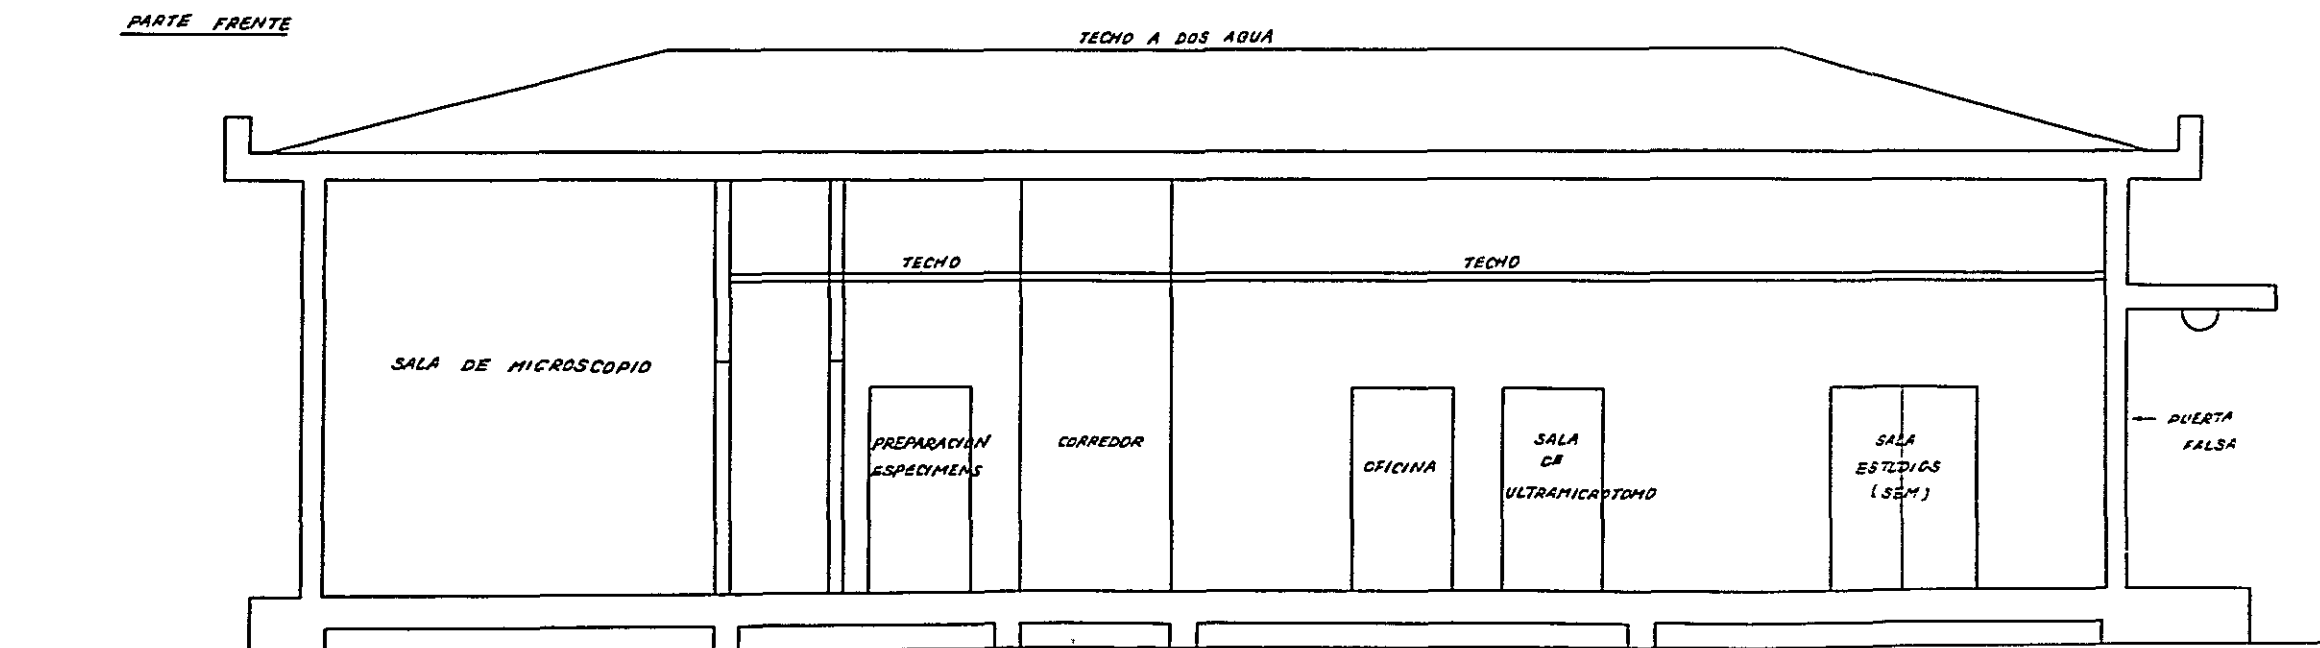 PARTE FRENTE
TECHO A DOS AGUA
TECHO
TECHO
SALA DE MICROSCOPIO
PREPARACION
ESPECIMENS
CORREDOR
OFICINA
SALA
DE
ULTRAMICROTOMO
SALA
ESTUDIOS
(SEM)
PUERTA
FALSA